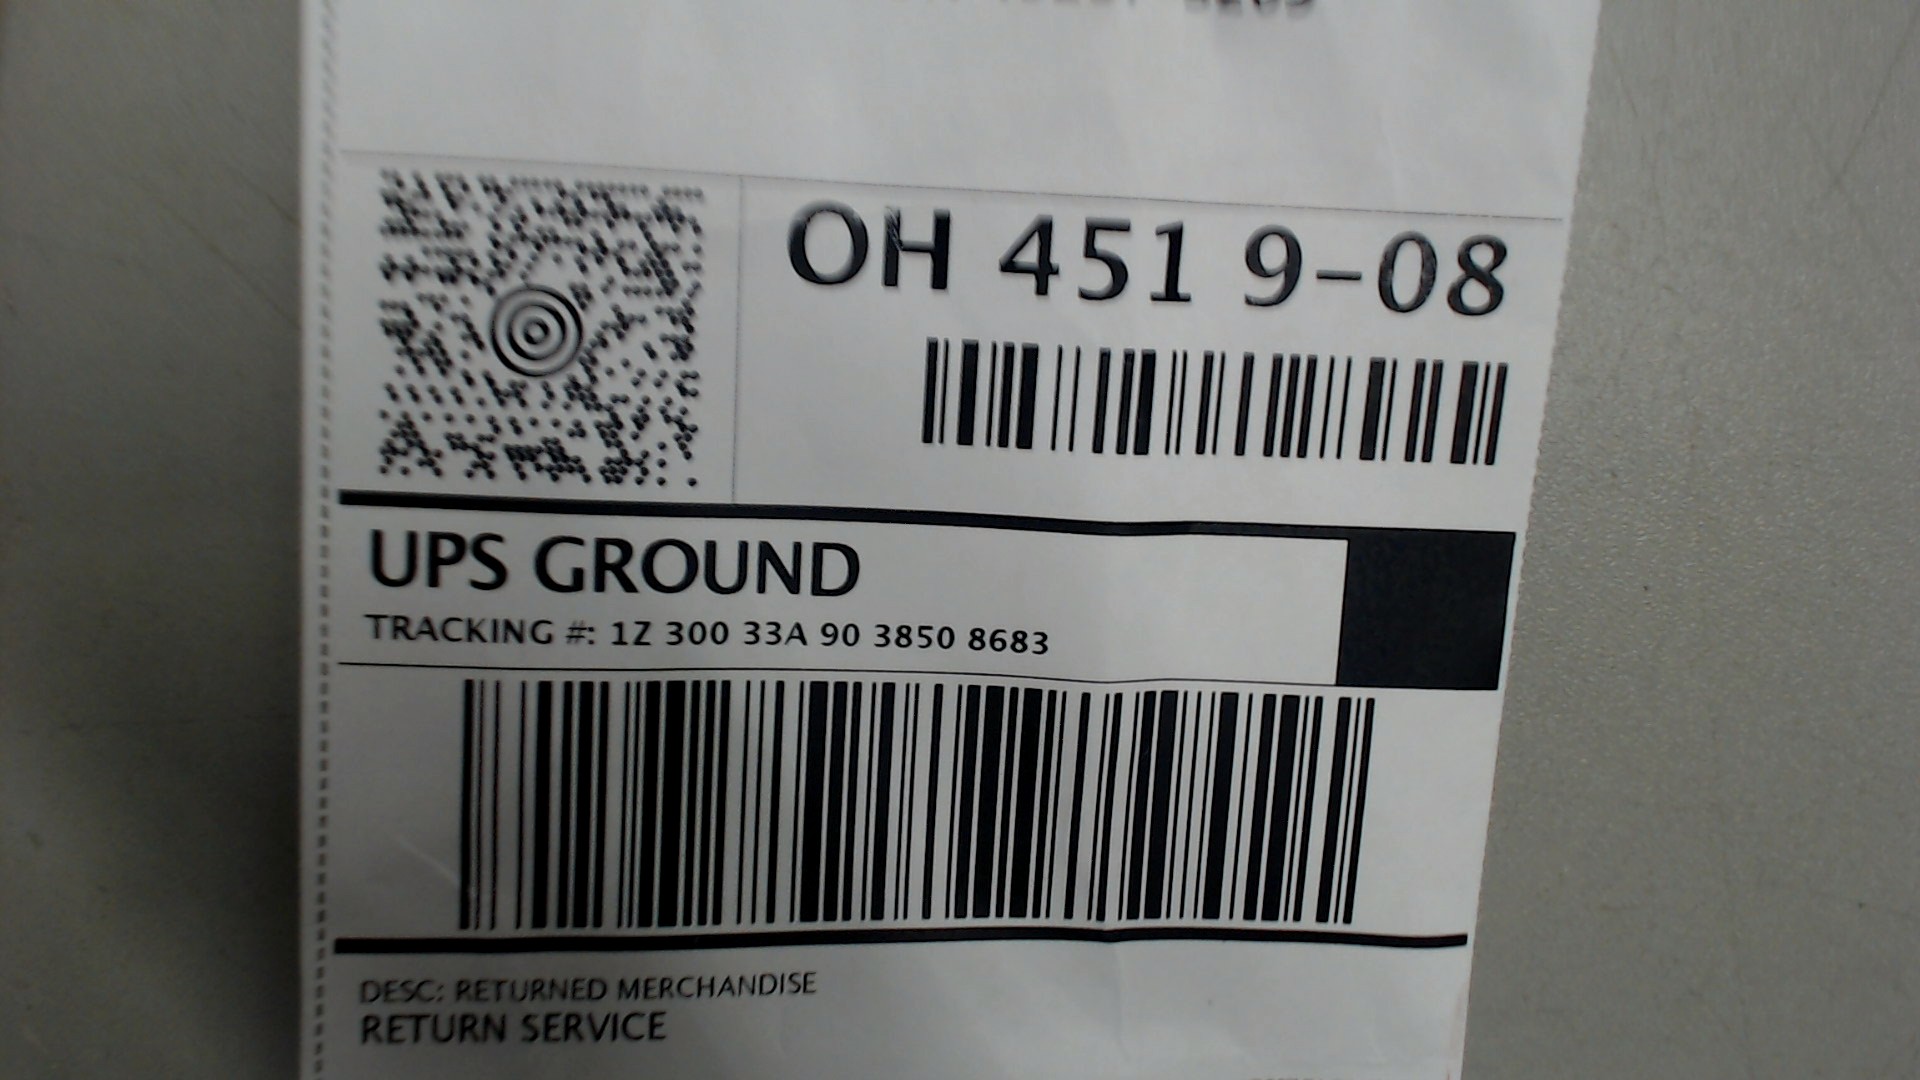 OH 451 9-08
UPS GROUND
TRACKING #: 1Z 300 33A 90 3850 8683
DESC: RETURNED MERCHANDISE
RETURN SERVICE